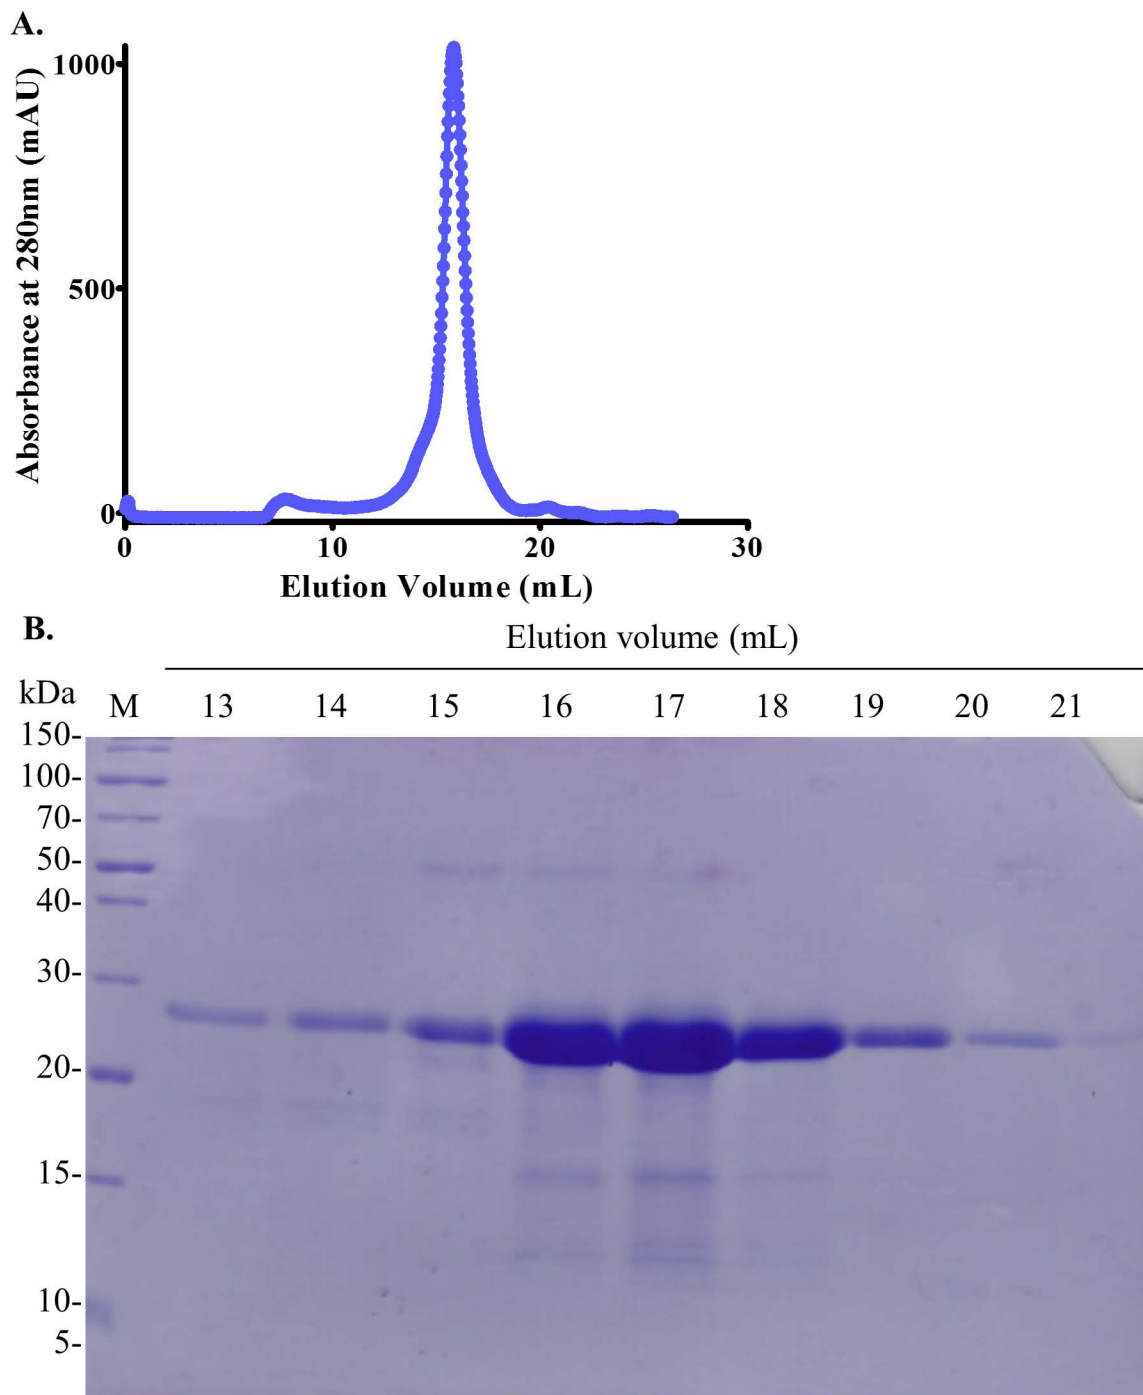 A.
Absorbance at 280nm (mAU)
1000
500
0
0 10 20 30
Elution Volume (mL)
B.
Elution volume (mL)
kDa M 13 14 15 16 17 18 19 20 21
150-
100-
70-
50-
40-
30-
20-
15-
10-
5-